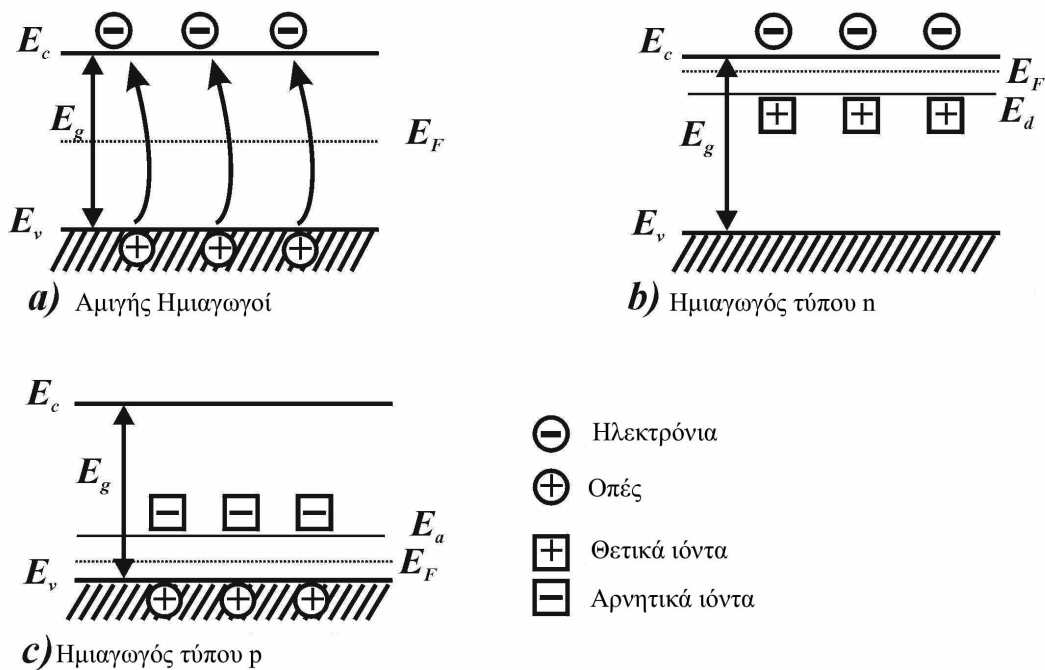 E_c
E_g
E_F
E_v
a) Αμιγής Ημιαγωγοί
E_c
E_F
E_d
E_g
E_v
b) Ημιαγωγός τύπου n
E_c
E_g
E_a
E_F
E_v
c) Ημιαγωγός τύπου p
Ηλεκτρόνια
Οπές
Θετικά ιόντα
Αρνητικά ιόντα